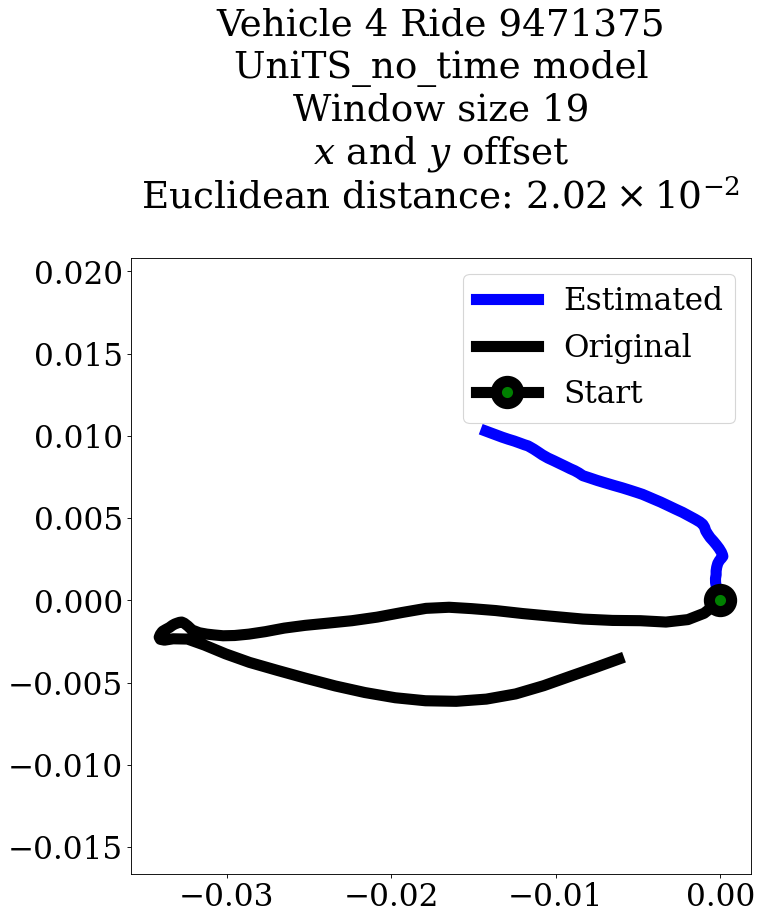 Vehicle 4 Ride 9471375
UniTS_no_time model
Window size 19
x and y offset
Euclidean distance: 2.02 × 10⁻²
Estimated
Original
Start
0.020
0.015
0.010
0.005
0.000
−0.005
−0.010
−0.015
−0.03 −0.02 −0.01 0.00